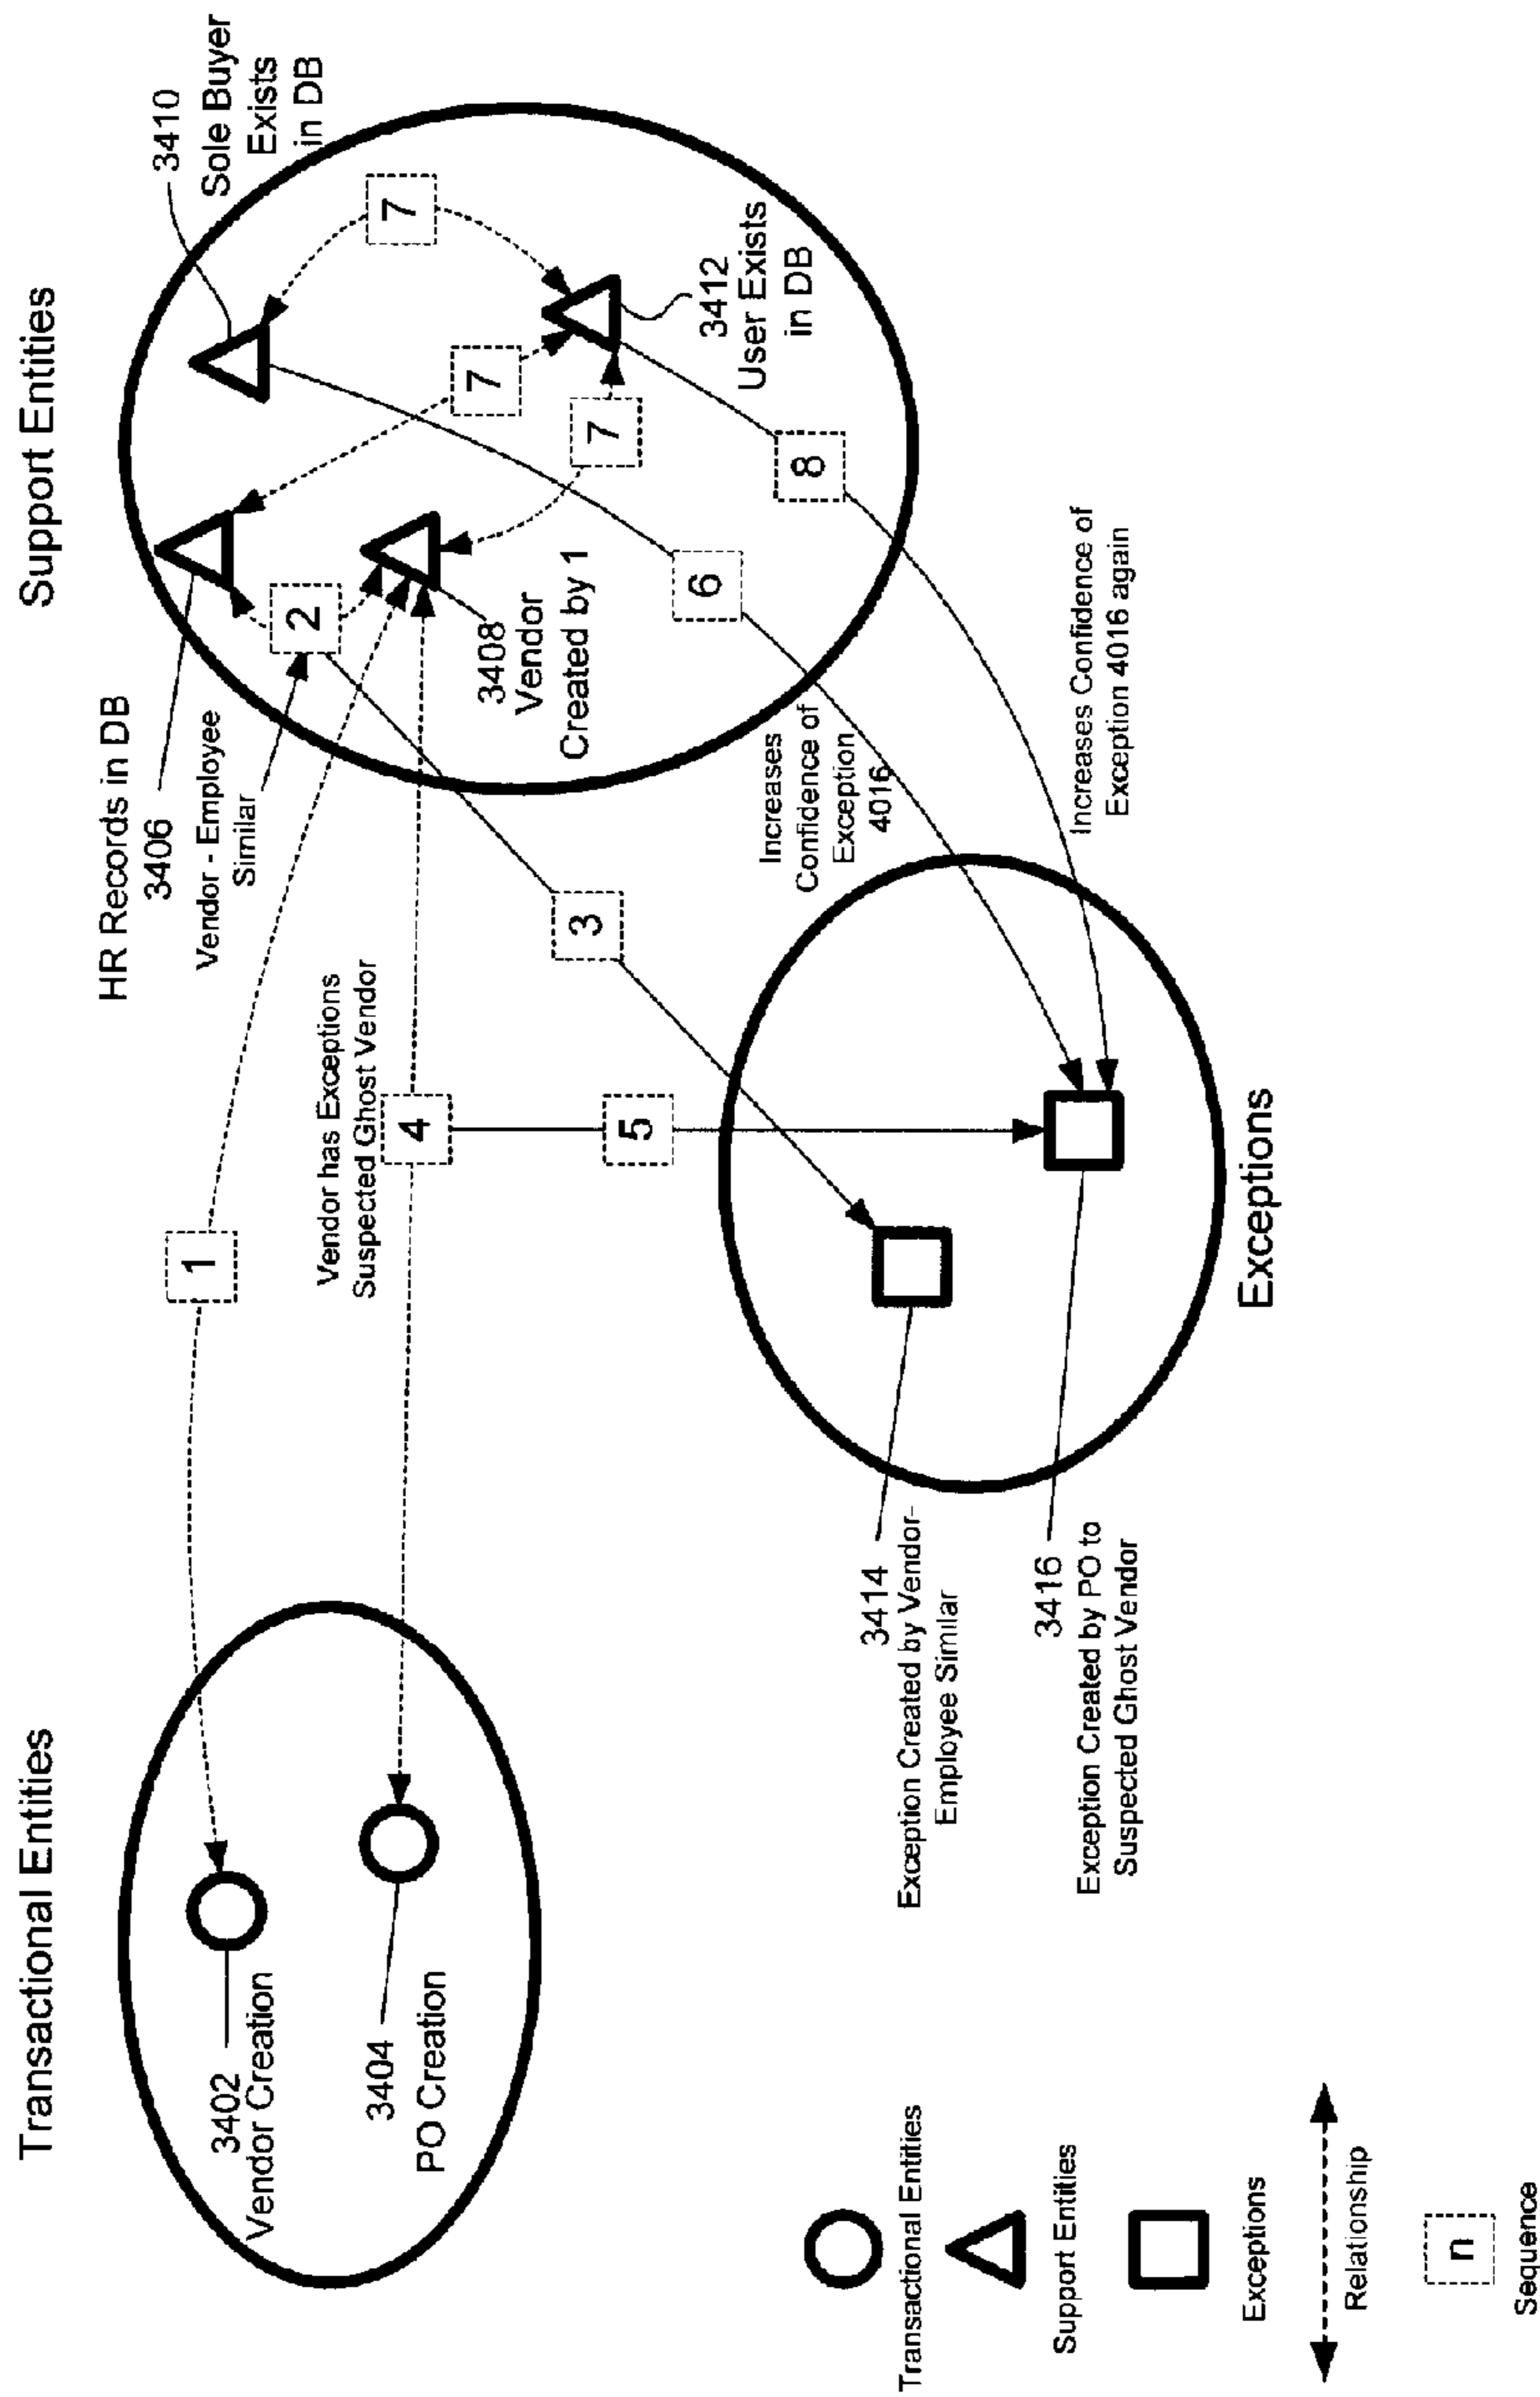 Transactional Entities
Support Entities
3402
Vendor Creation
3404
PO Creation
1
Vendor has Exceptions
Suspected Ghost Vendor
4
5
HR Records in DB
3406
Vendor - Employee
Similar
2
3
3408
Vendor
Created by 1
3410
Sole Buyer
Exists
in DB
7
7
7
3412
User Exists
in DB
6
8
Increases
Confidence of
Exception
4016
Increases Confidence of
Exception 4016 again
3414
Exception Created by Vendor-
Employee Similar
3416
Exception Created by PO to
Suspected Ghost Vendor
Exceptions
Transactional Entities
Support Entities
Exceptions
Relationship
n
Sequence